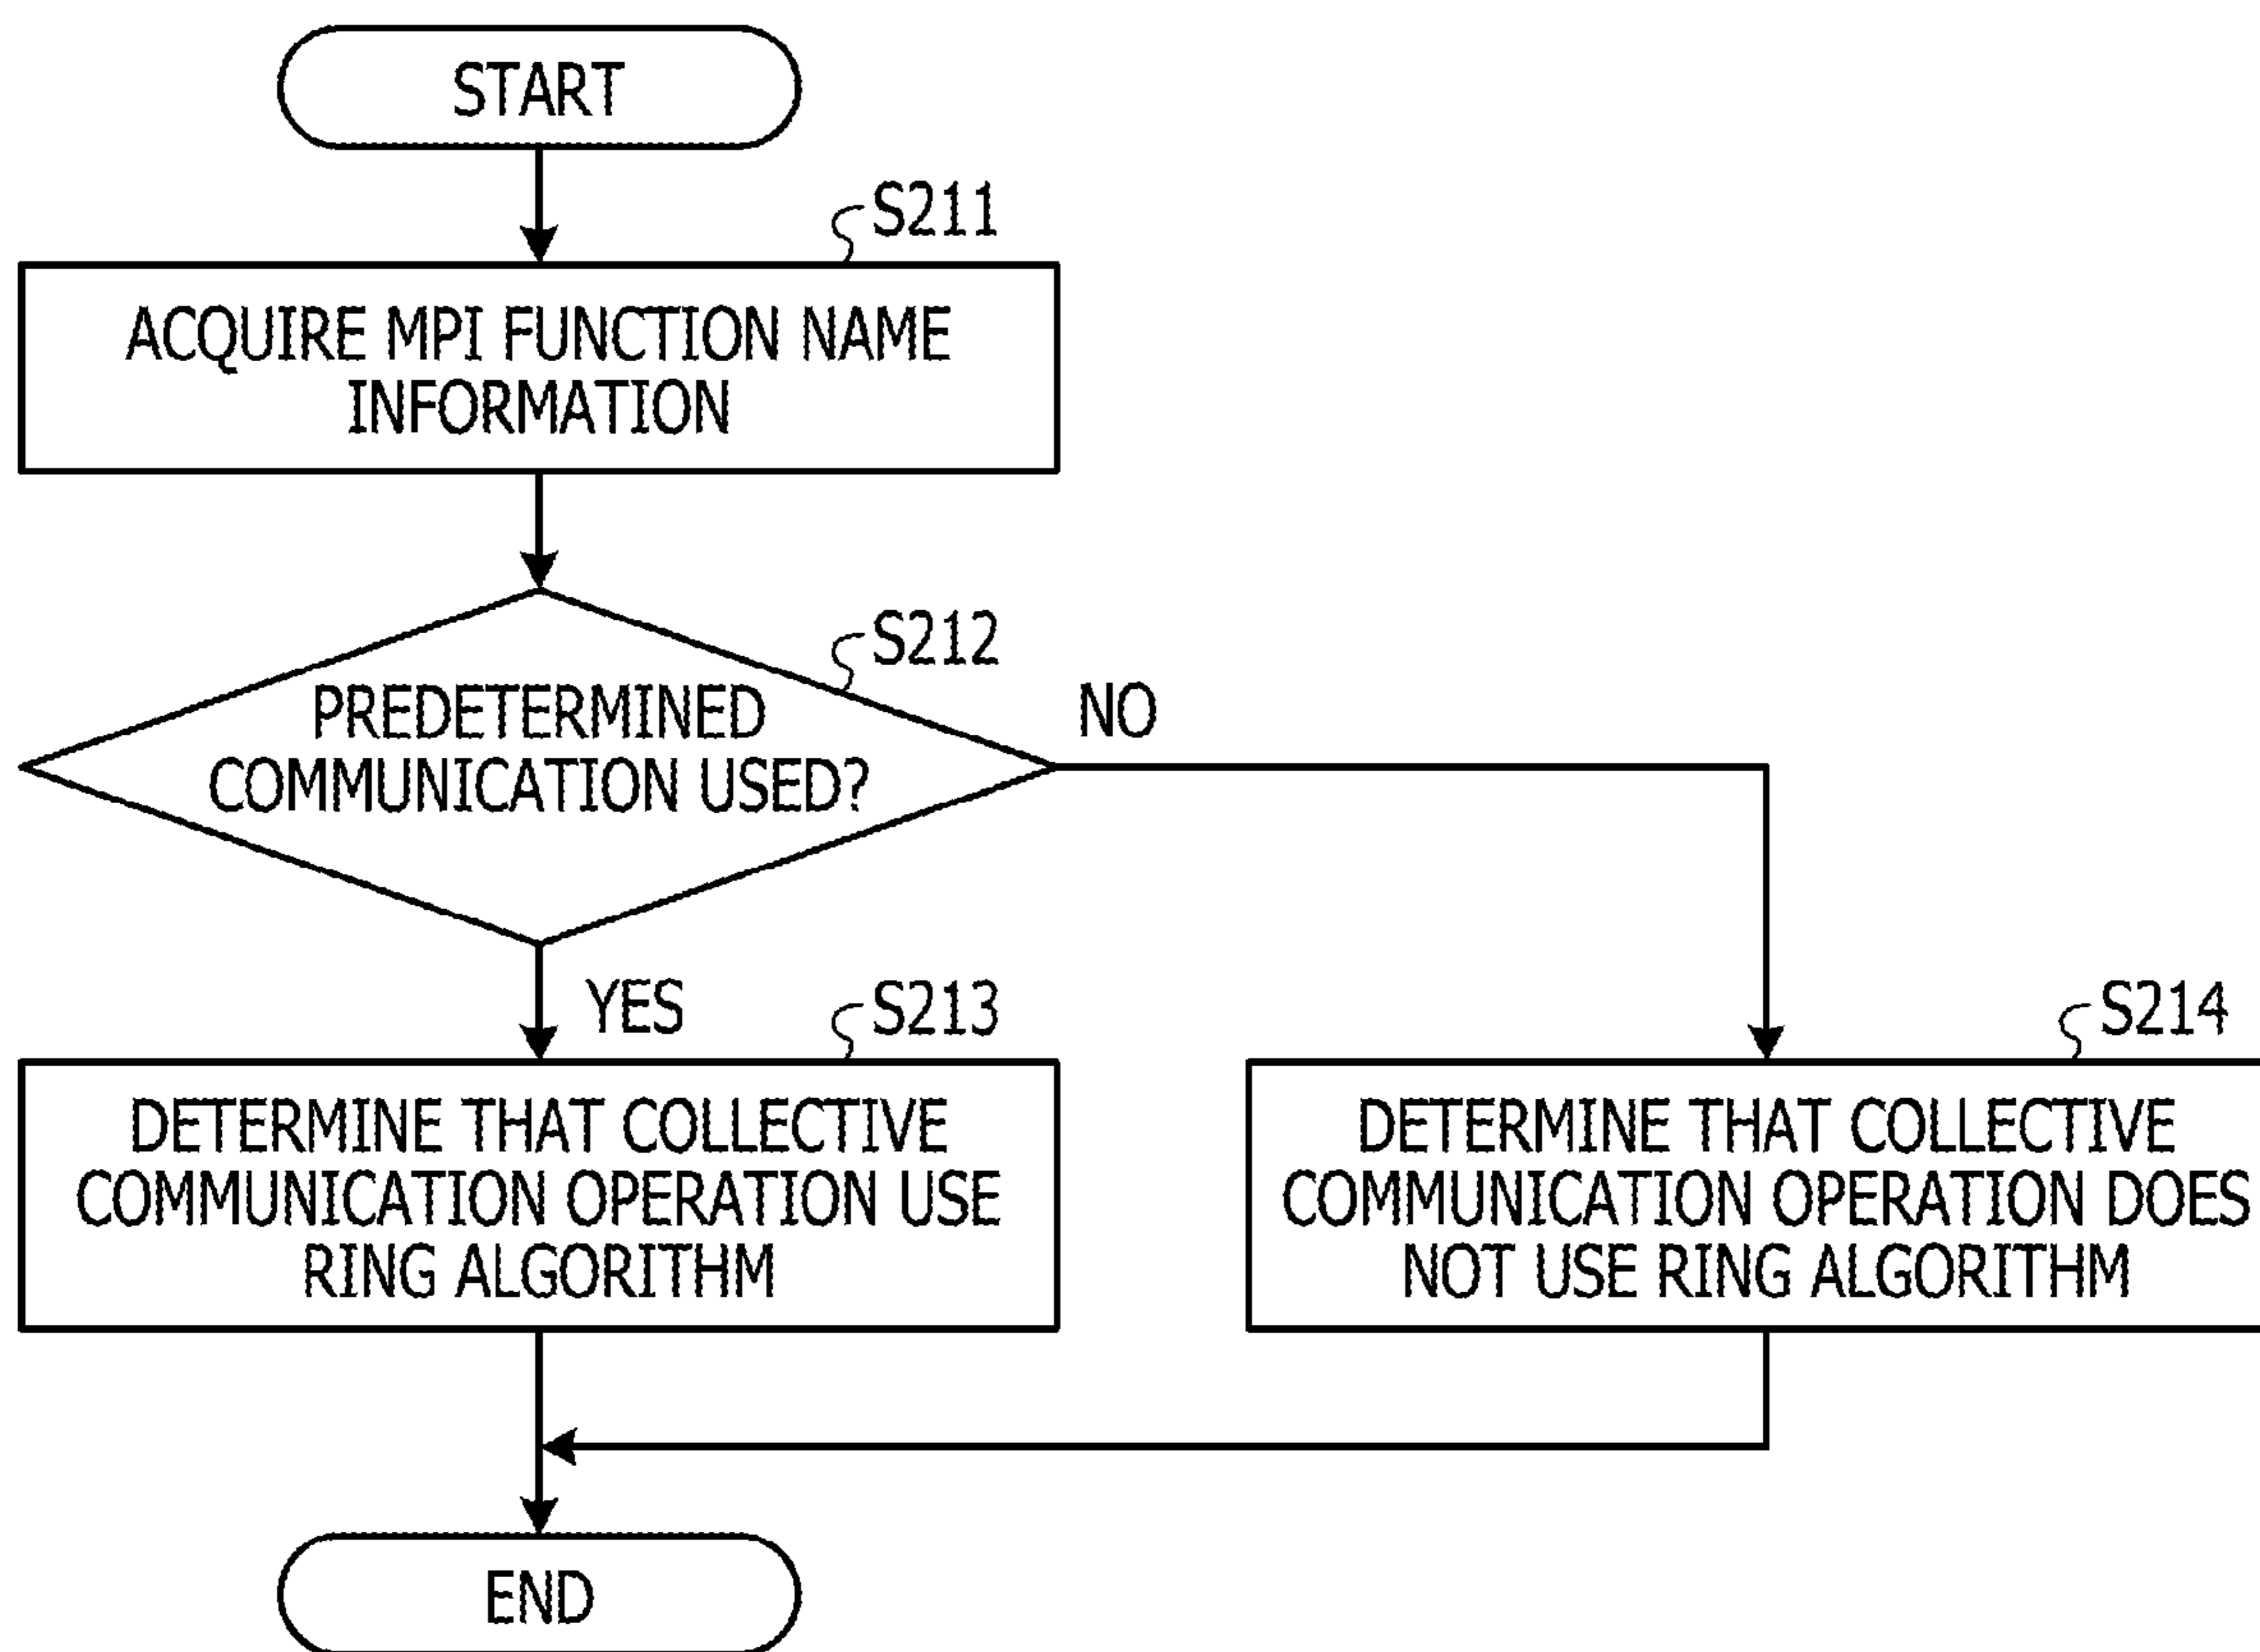 START
S211
ACQUIRE MPI FUNCTION NAME
INFORMATION
S212
PREDETERMINED
COMMUNICATION USED?
NO
YES
S213
DETERMINE THAT COLLECTIVE
COMMUNICATION OPERATION USE
RING ALGORITHM
S214
DETERMINE THAT COLLECTIVE
COMMUNICATION OPERATION DOES
NOT USE RING ALGORITHM
END